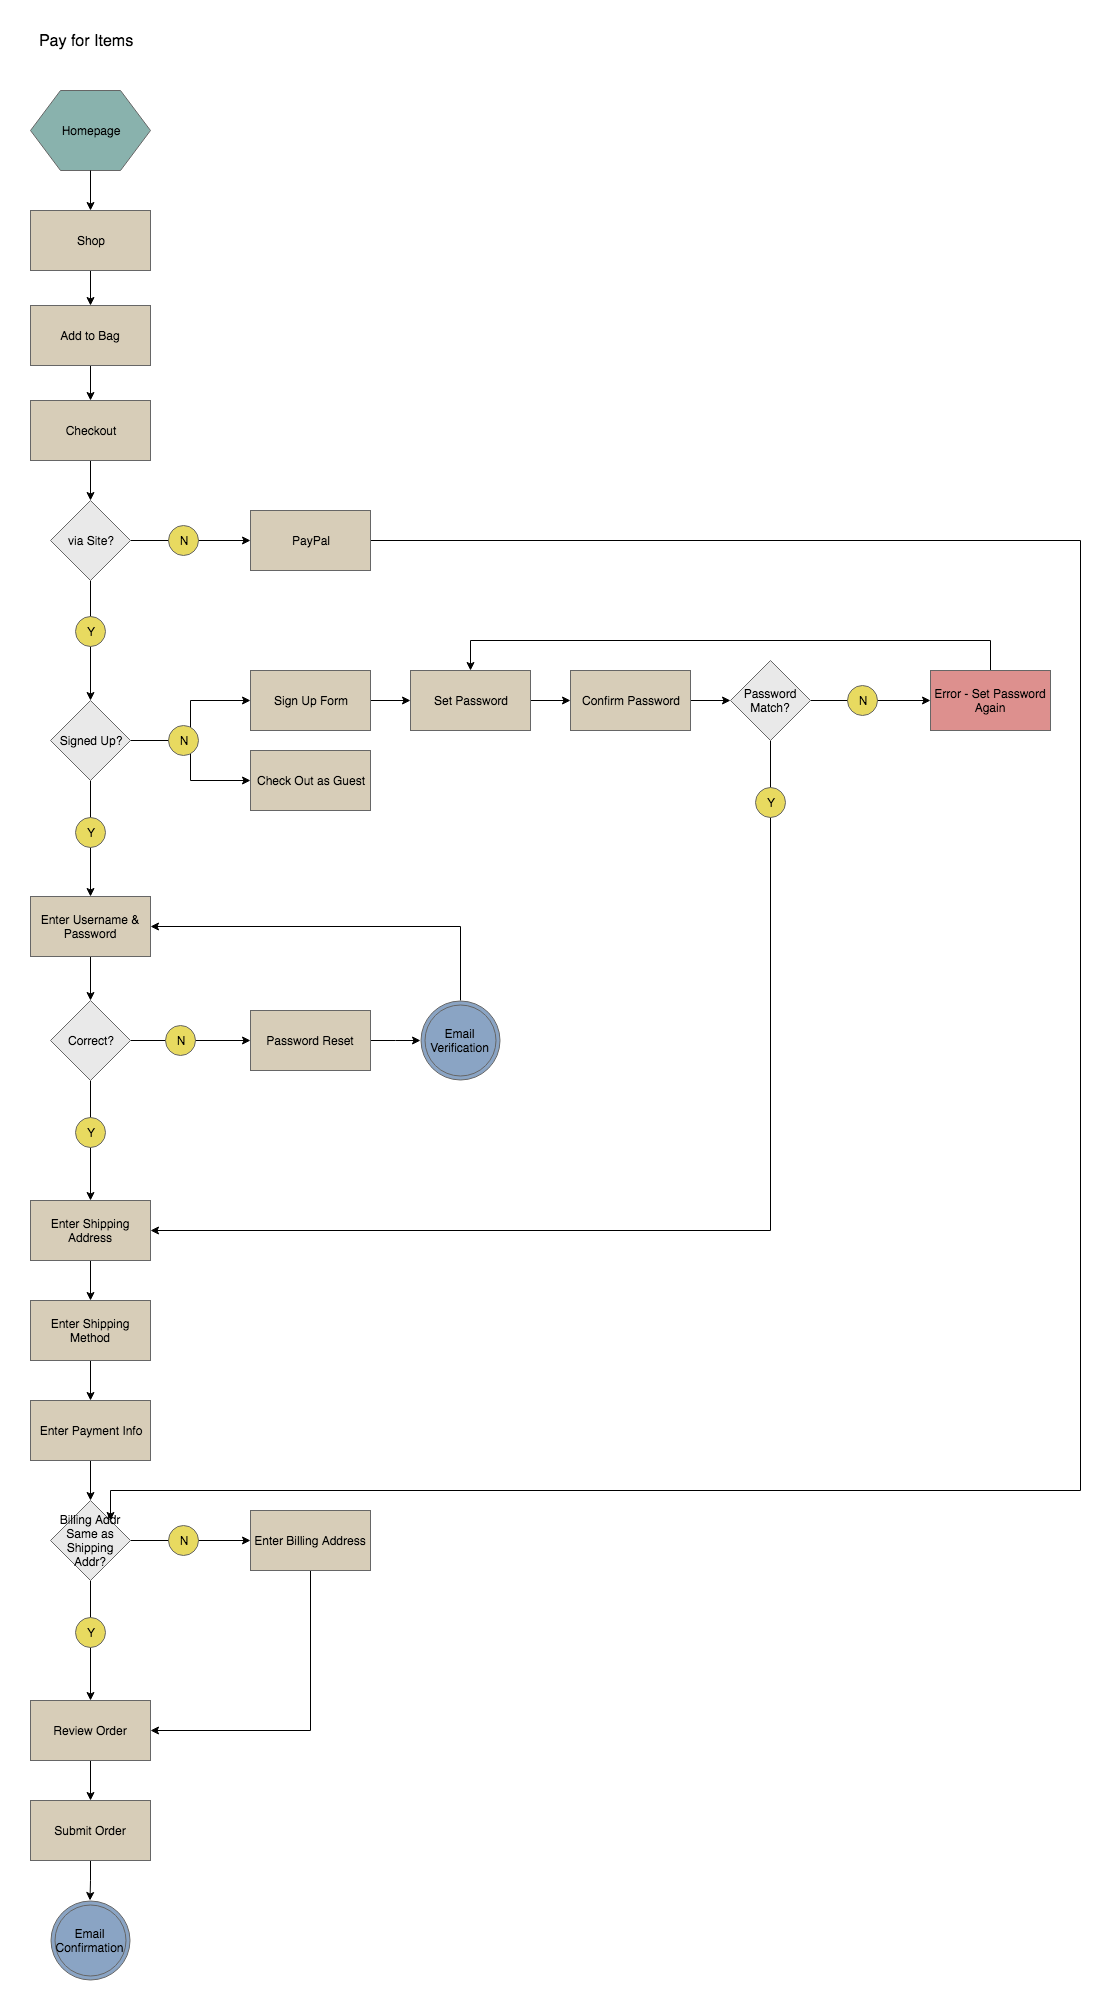 Pay for Items
Homepage
Shop
Add to Bag
Checkout
via Site?
N
PayPal
Y
Signed Up?
N
Sign Up Form
Set Password
Confirm Password
Password
Match?
N
Error - Set Password
Again
Check Out as Guest
Y
Y
Enter Username &
Password
Correct?
N
Password Reset
Email
Verification
Y
Enter Shipping
Address
Enter Shipping
Method
Enter Payment Info
Billing Addr
Same as
Shipping
Addr?
N
Enter Billing Address
Y
Review Order
Submit Order
Email
Confirmation